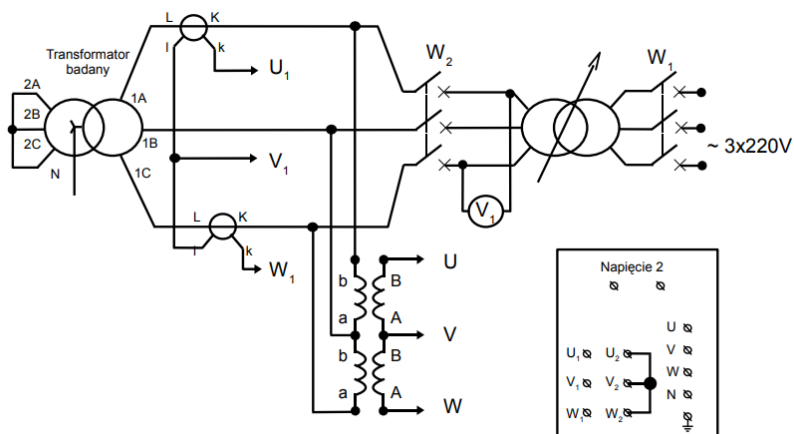 Transformator
badany
2A
2B
2C
N
1A
1B
1C
L
K
l
k
U1
V1
L
K
l
k
W1
W2
W1
~ 3x220V
V1
b
a
b
a
B
A
B
A
U
V
W
Napięcie 2
U
V
W
N
U1
U2
V1
V2
W1
W2